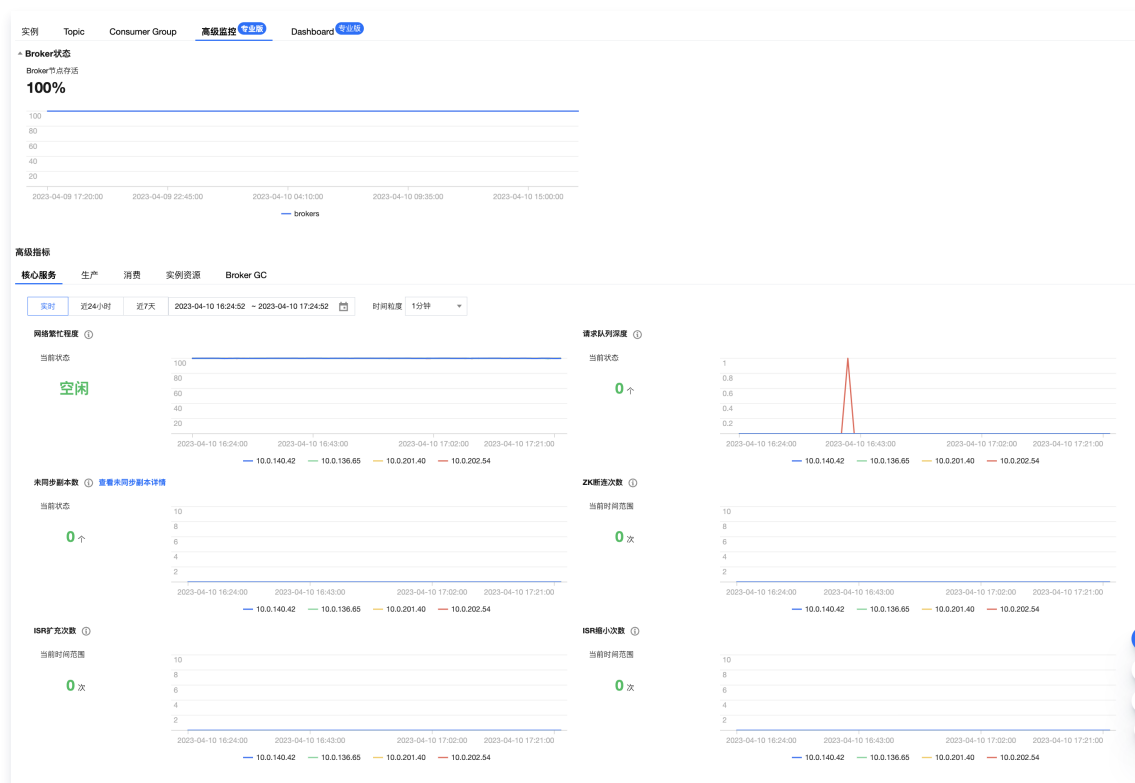 实例 Topic Consumer Group 高级监控 专业版 Dashboard 专业版
Broker状态
Broker节点存活
100%
100
80
60
40
20
2023-04-09 17:20:00 2023-04-09 22:45:00 2023-04-10 04:10:00 2023-04-10 09:35:00 2023-04-10 15:00:00
brokers
高级指标
核心服务 生产 消费 实例资源 Broker GC
实时 近24小时 近7天 2023-04-10 16:24:52 ~ 2023-04-10 17:24:52 时间粒度 1分钟
网络繁忙程度
当前状态
空闲
100
80
60
40
20
2023-04-10 16:24:00 2023-04-10 16:43:00 2023-04-10 17:02:00 2023-04-10 17:21:00
10.0.140.42 10.0.136.65 10.0.201.40 10.0.202.54
请求队列深度
当前状态
0 个
1
0.8
0.6
0.4
0.2
2023-04-10 16:24:00 2023-04-10 16:43:00 2023-04-10 17:02:00 2023-04-10 17:21:00
10.0.140.42 10.0.136.65 10.0.201.40 10.0.202.54
未同步副本数 查看未同步副本详情
当前状态
0 个
10
8
6
4
2
2023-04-10 16:24:00 2023-04-10 16:43:00 2023-04-10 17:02:00 2023-04-10 17:21:00
10.0.140.42 10.0.136.65 10.0.201.40 10.0.202.54
ZK断连次数
当前时间范围
0 次
10
8
6
4
2
2023-04-10 16:24:00 2023-04-10 16:43:00 2023-04-10 17:02:00 2023-04-10 17:21:00
10.0.140.42 10.0.136.65 10.0.201.40 10.0.202.54
ISR扩充次数
当前时间范围
0 次
10
8
6
4
2
2023-04-10 16:24:00 2023-04-10 16:43:00 2023-04-10 17:02:00 2023-04-10 17:21:00
10.0.140.42 10.0.136.65 10.0.201.40 10.0.202.54
ISR缩小次数
当前时间范围
0 次
10
8
6
4
2
2023-04-10 16:24:00 2023-04-10 16:43:00 2023-04-10 17:02:00 2023-04-10 17:21:00
10.0.140.42 10.0.136.65 10.0.201.40 10.0.202.54